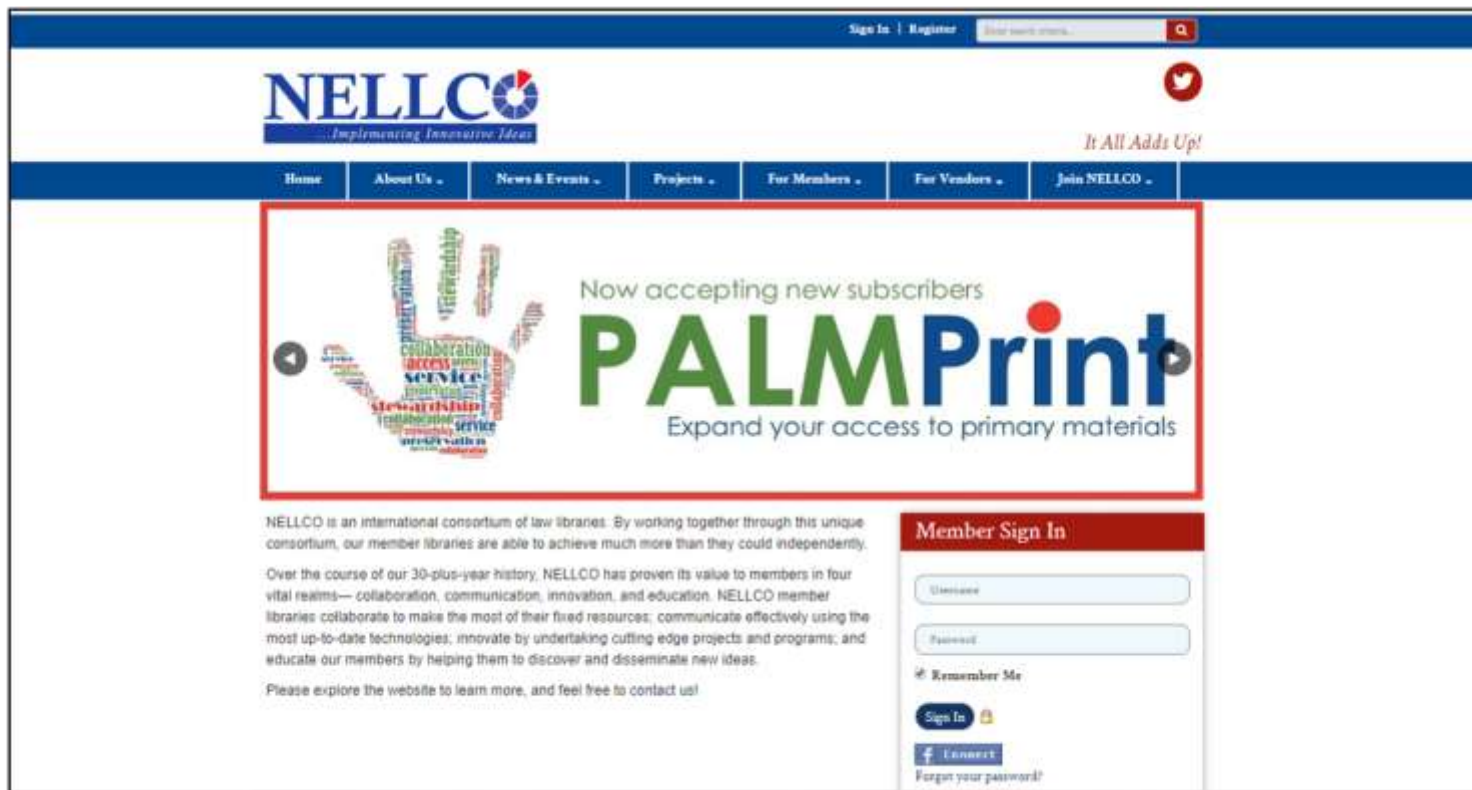 Sign In | Register
NELLCO
...Implementing Innovative Ideas
It All Adds Up!
Home About Us News & Events Projects For Members For Vendors Join NELLCO
preservation
stewardship
collaboration
access
service
stewardship
collaboration
service
preservation
collaboration
Now accepting new subscribers
PALMPrint
Expand your access to primary materials
NELLCO is an international consortium of law libraries. By working together through this unique
consortium, our member libraries are able to achieve much more than they could independently.
Over the course of our 30-plus-year history, NELLCO has proven its value to members in four
vital realms— collaboration, communication, innovation, and education. NELLCO member
libraries collaborate to make the most of their fixed resources; communicate effectively using the
most up-to-date technologies; innovate by undertaking cutting edge projects and programs; and
educate our members by helping them to discover and disseminate new ideas.
Please explore the website to learn more, and feel free to contact us!
Member Sign In
Username
Password
Remember Me
Sign In
f Connect
Forgot your password?